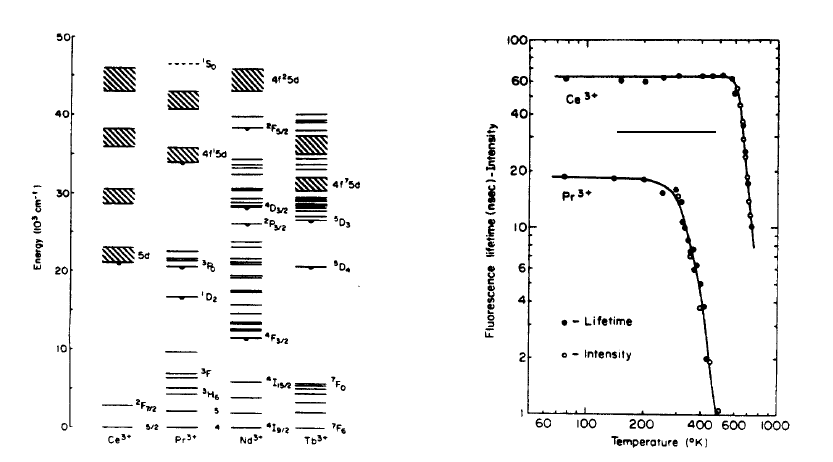 50
40
30
20
10
0
Energy (10³ cm⁻¹)
¹S₀
4f²5d
²F₅/₂
4f¹5d
4f⁷5d
⁴D₃/₂
²P₃/₂
⁵D₃
5d
³P₀
⁵D₄
¹D₂
⁴F₃/₂
³F
⁴I₁₅/₂
⁷F₀
³H₆
²F₇/₂
5
5/2
4
⁴I₉/₂
⁷F₆
Ce³⁺
Pr³⁺
Nd³⁺
Tb³⁺
100
60
40
20
10
6
4
2
1
Fluorescence lifetime (nsec) - Intensity
Ce³⁺
Pr³⁺
● - Lifetime
○ - Intensity
60 100 200 400 600 1000
Temperature (°K)